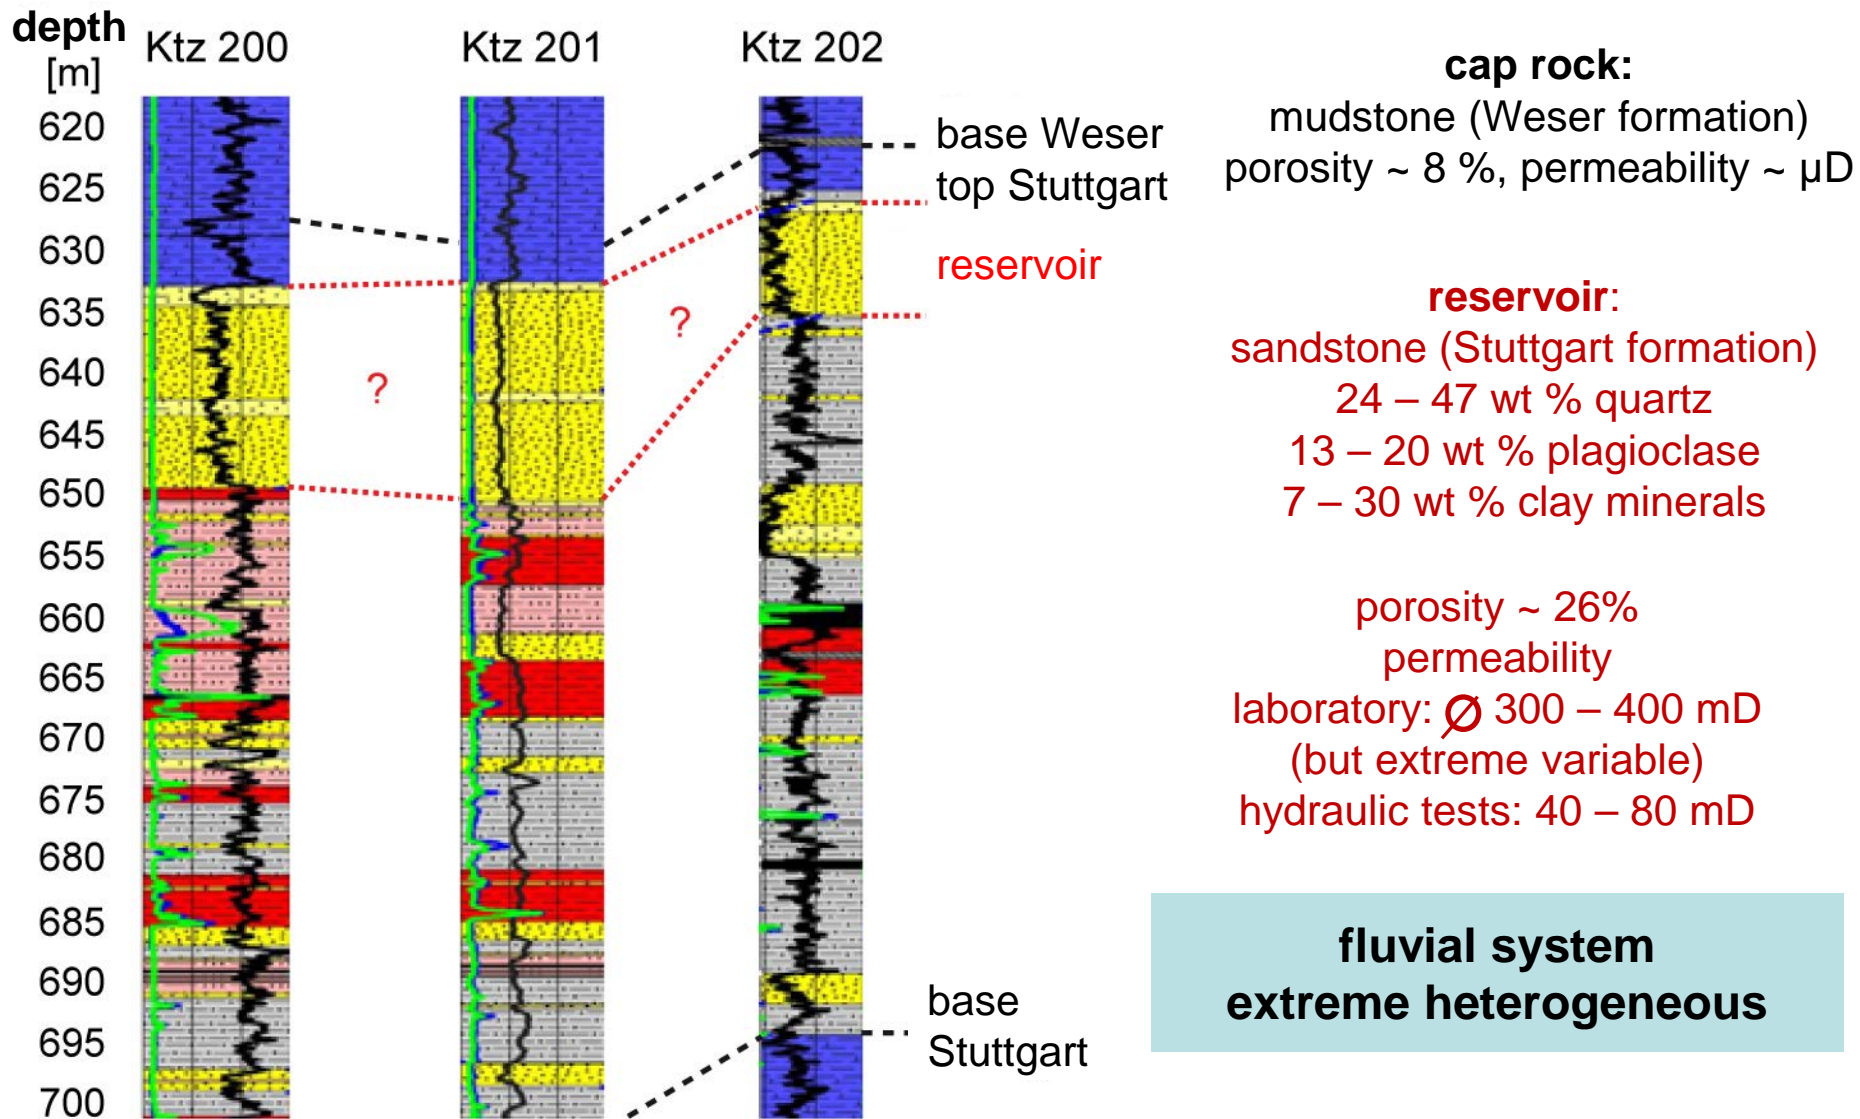 depth
[m]
Ktz 200
Ktz 201
Ktz 202
620
625
630
635
640
645
650
655
660
665
670
675
680
685
690
695
700
?
?
base Weser
top Stuttgart
reservoir
base
Stuttgart
cap rock:
mudstone (Weser formation)
porosity ~ 8 %, permeability ~ µD
reservoir:
sandstone (Stuttgart formation)
24 – 47 wt % quartz
13 – 20 wt % plagioclase
7 – 30 wt % clay minerals
porosity ~ 26%
permeability
laboratory: Ø 300 – 400 mD
(but extreme variable)
hydraulic tests: 40 – 80 mD
fluvial system
extreme heterogeneous